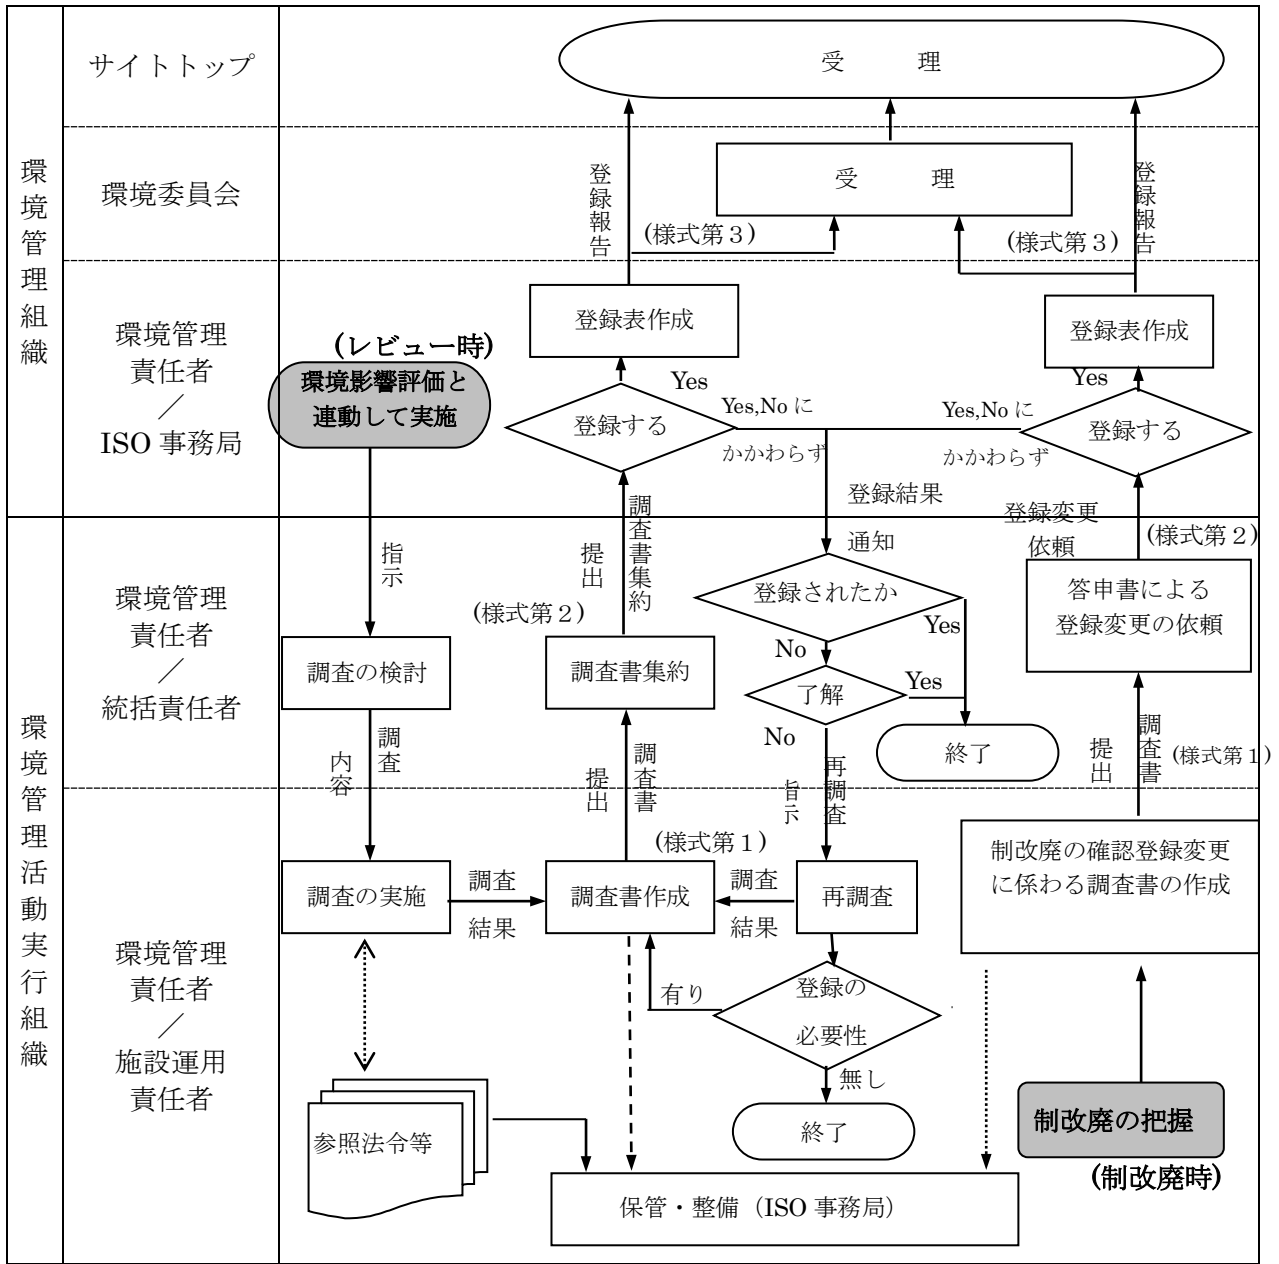 サイトトップ
受 理
環境管理組織
環境委員会
受 理
登録報告
(様式第３)
(様式第３)
登録報告
環境管理
責任者
／
ISO 事務局
(レビュー時)
環境影響評価と
連動して実施
登録表作成
登録表作成
Yes
登録する
Yes,No に
かかわらず
Yes,No に
かかわらず
Yes
登録する
登録結果
通知
指示
提出
調査書集約
(様式第２)
登録変更
依頼
(様式第２)
環境管理
責任者
／
統括責任者
調査の検討
調査書集約
登録されたか
Yes
No
了解
Yes
No
終了
答申書による
登録変更の依頼
環境管理活動実行組織
内容
調査
提出
調査書
指示
再調査
提出
調査書
(様式第１)
(様式第１)
環境管理
責任者
／
施設運用
責任者
調査の実施
調査
結果
調査書作成
調査
結果
再調査
制改廃の確認登録変更
に係わる調査書の作成
有り
登録の
必要性
無し
終了
参照法令等
制改廃の把握
(制改廃時)
保管・整備（ISO 事務局）